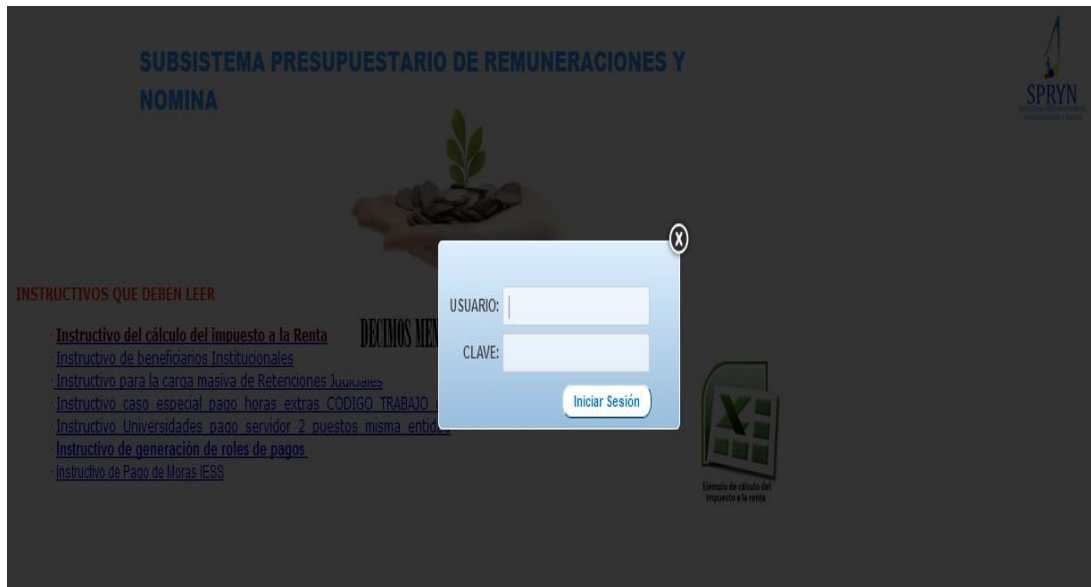 SUBSISTEMA PRESUPUESTARIO DE REMUNERACIONES Y
NOMINA
SPRYN
X
USUARIO:
CLAVE:
Iniciar Sesión
INSTRUCTIVOS QUE DEBEN LEER
· Instructivo del cálculo del impuesto a la Renta
DECIMOS MEN
· Instructivo de beneficiarios Institucionales
· Instructivo para la carga masiva de Retenciones Judiciales
· Instructivo caso especial pago horas extras CODIGO TRABAJO
· Instructivo Universidades pago servidor 2 puestos misma entidad
· Instructivo de generación de roles de pagos
· Instructivo de Pago de Moras IESS
Ejemplo de cálculo del
impuesto a la renta